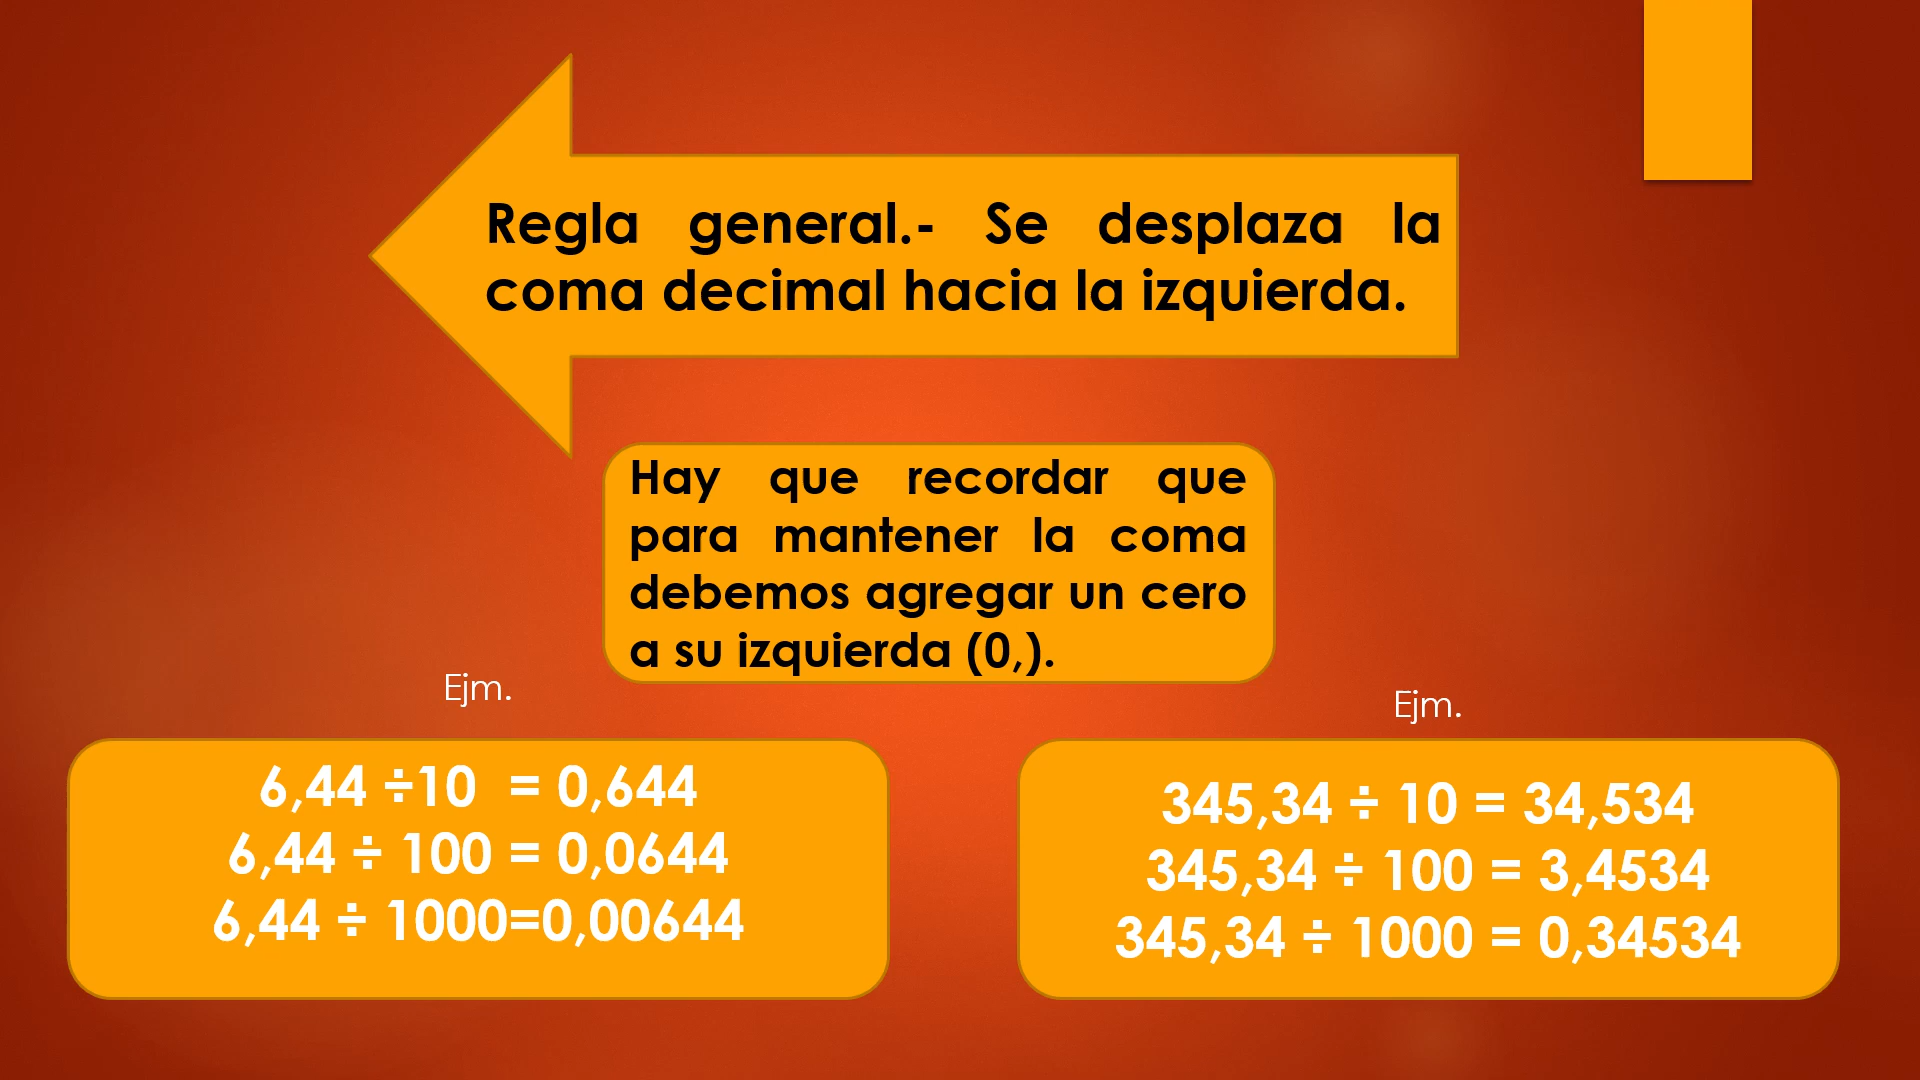 Regla general.- Se desplaza la
coma decimal hacia la izquierda.
Hay que recordar que
para mantener la coma
debemos agregar un cero
a su izquierda (0,).
Ejm.
6,44 ÷10 = 0,644
6,44 ÷ 100 = 0,0644
6,44 ÷ 1000=0,00644
Ejm.
345,34 ÷ 10 = 34,534
345,34 ÷ 100 = 3,4534
345,34 ÷ 1000 = 0,34534